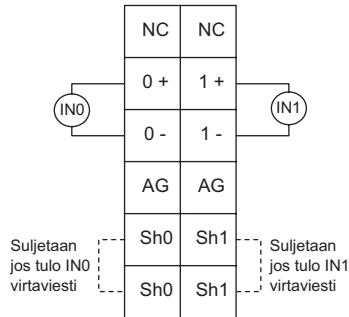 NC NC
0 + 1 +
IN0
IN1
0 - 1 -
AG AG
Sh0 Sh1
Suljetaan
jos tulo IN0
virtaviesti
Suljetaan
jos tulo IN1
virtaviesti
Sh0 Sh1